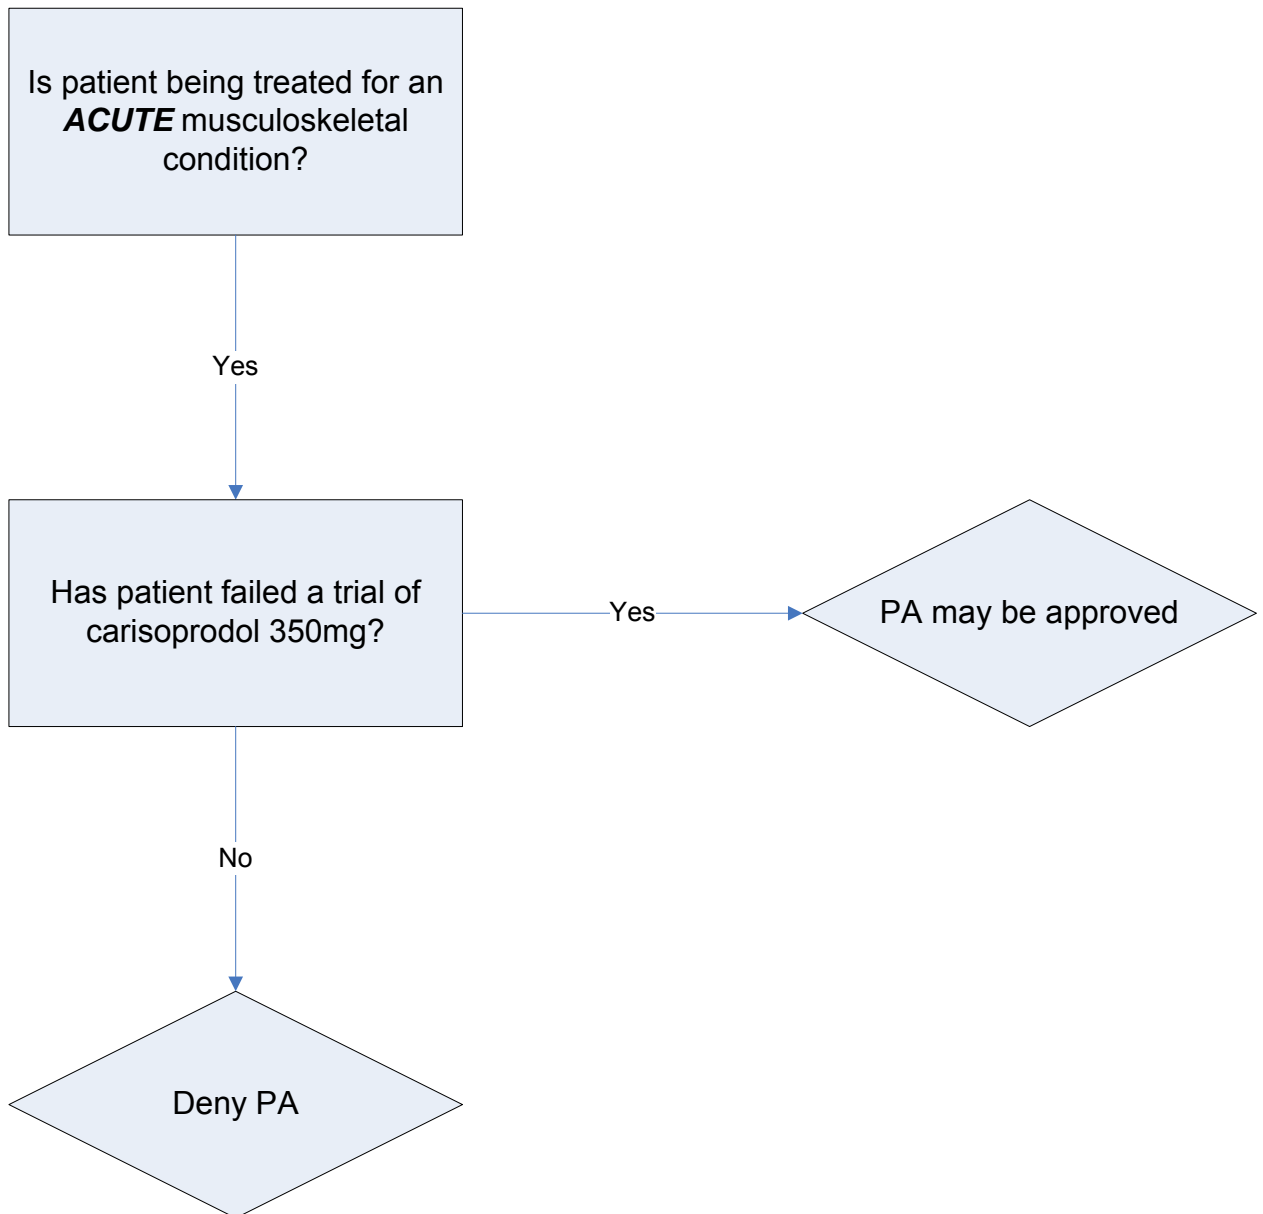 Is patient being treated for an
ACUTE musculoskeletal
condition?
Yes
Has patient failed a trial of
carisoprodol 350mg?
Yes
PA may be approved
No
Deny PA